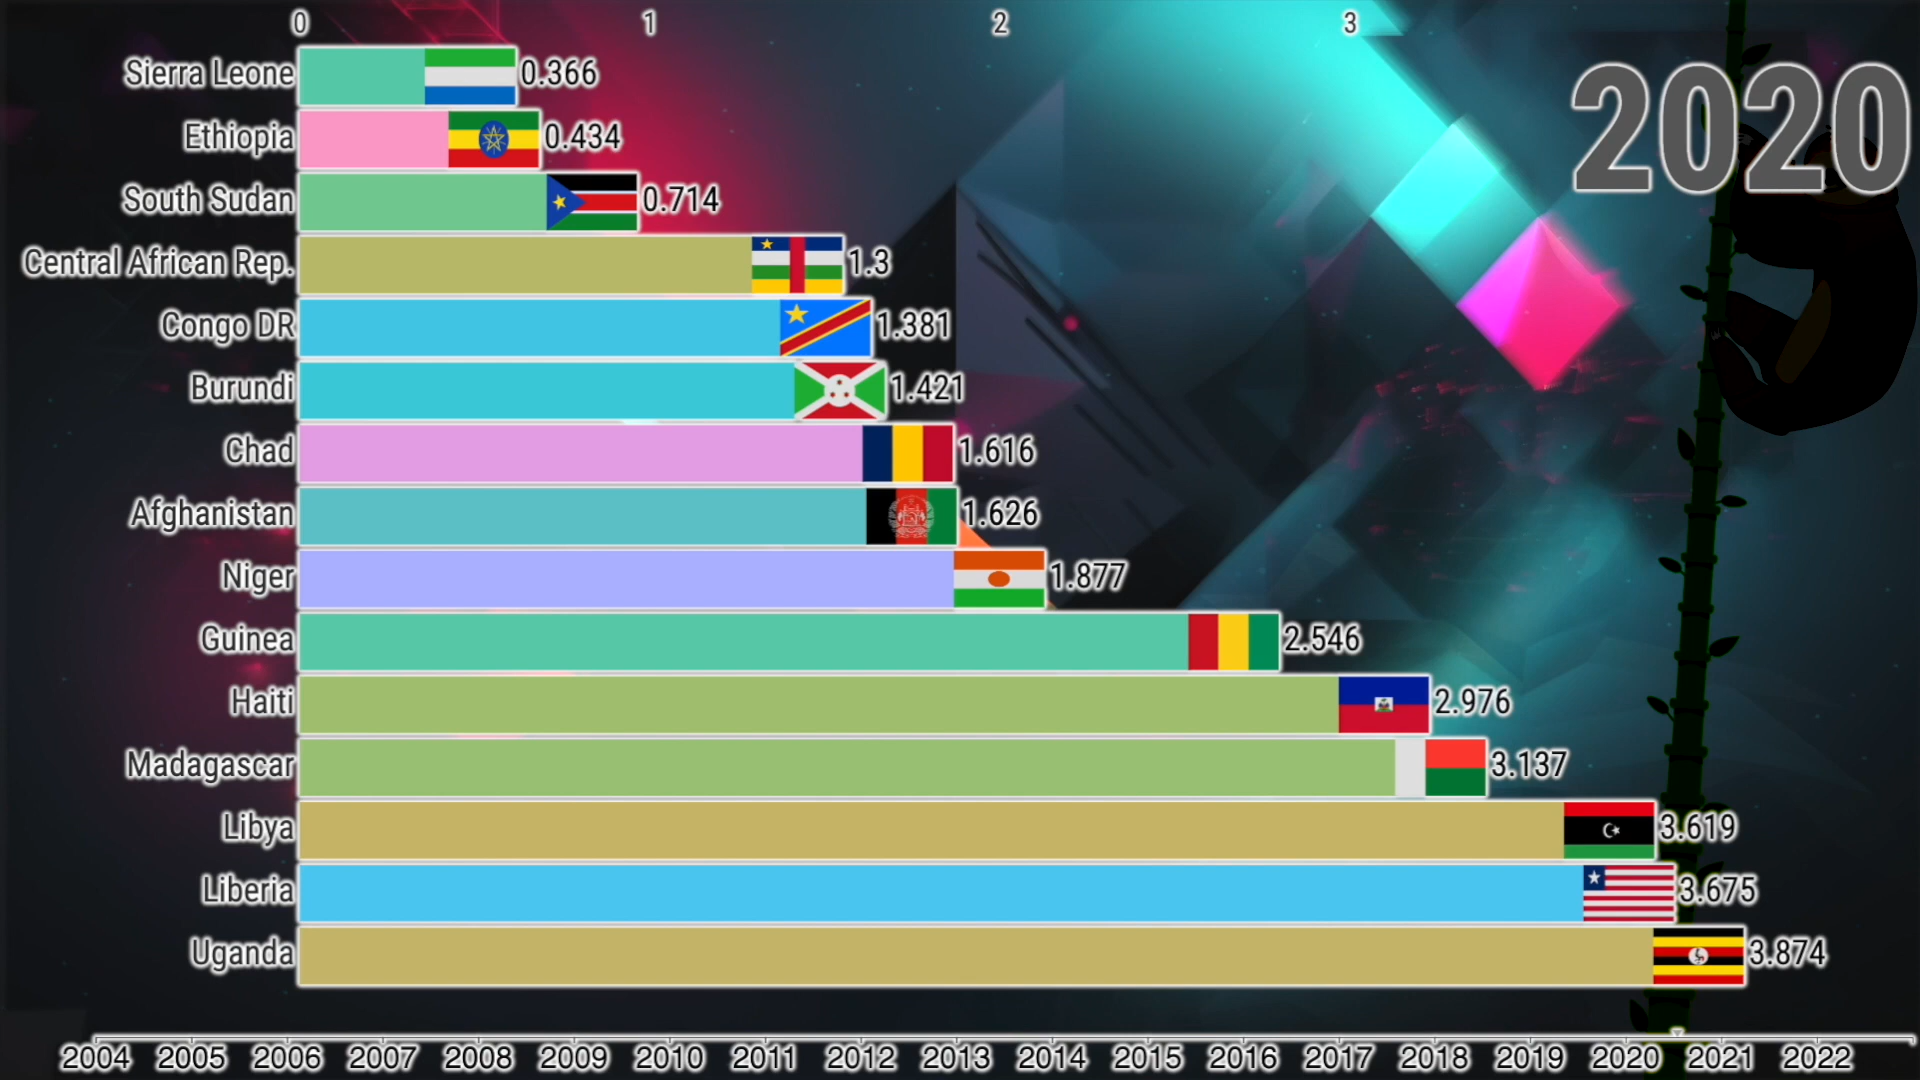 0 1 2 3
2020
Sierra Leone 0.366
Ethiopia 0.434
South Sudan 0.714
Central African Rep. 1.3
Congo DR 1.381
Burundi 1.421
Chad 1.616
Afghanistan 1.626
Niger 1.877
Guinea 2.546
Haiti 2.976
Madagascar 3.137
Libya 3.619
Liberia 3.675
Uganda 3.874
2004 2005 2006 2007 2008 2009 2010 2011 2012 2013 2014 2015 2016 2017 2018 2019 2020 2021 2022